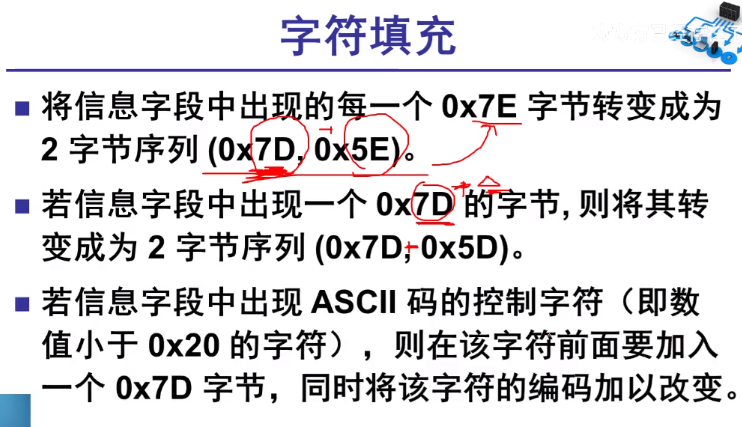 字符填充
将信息字段中出现的每一个 0x7E 字节转变成为
2 字节序列 (0x7D, 0x5E)。
若信息字段中出现一个 0x7D 的字节, 则将其转
变成为 2 字节序列 (0x7D, 0x5D)。
若信息字段中出现 ASCII 码的控制字符（即数
值小于 0x20 的字符），则在该字符前面要加入
一个 0x7D 字节，同时将该字符的编码加以改变。